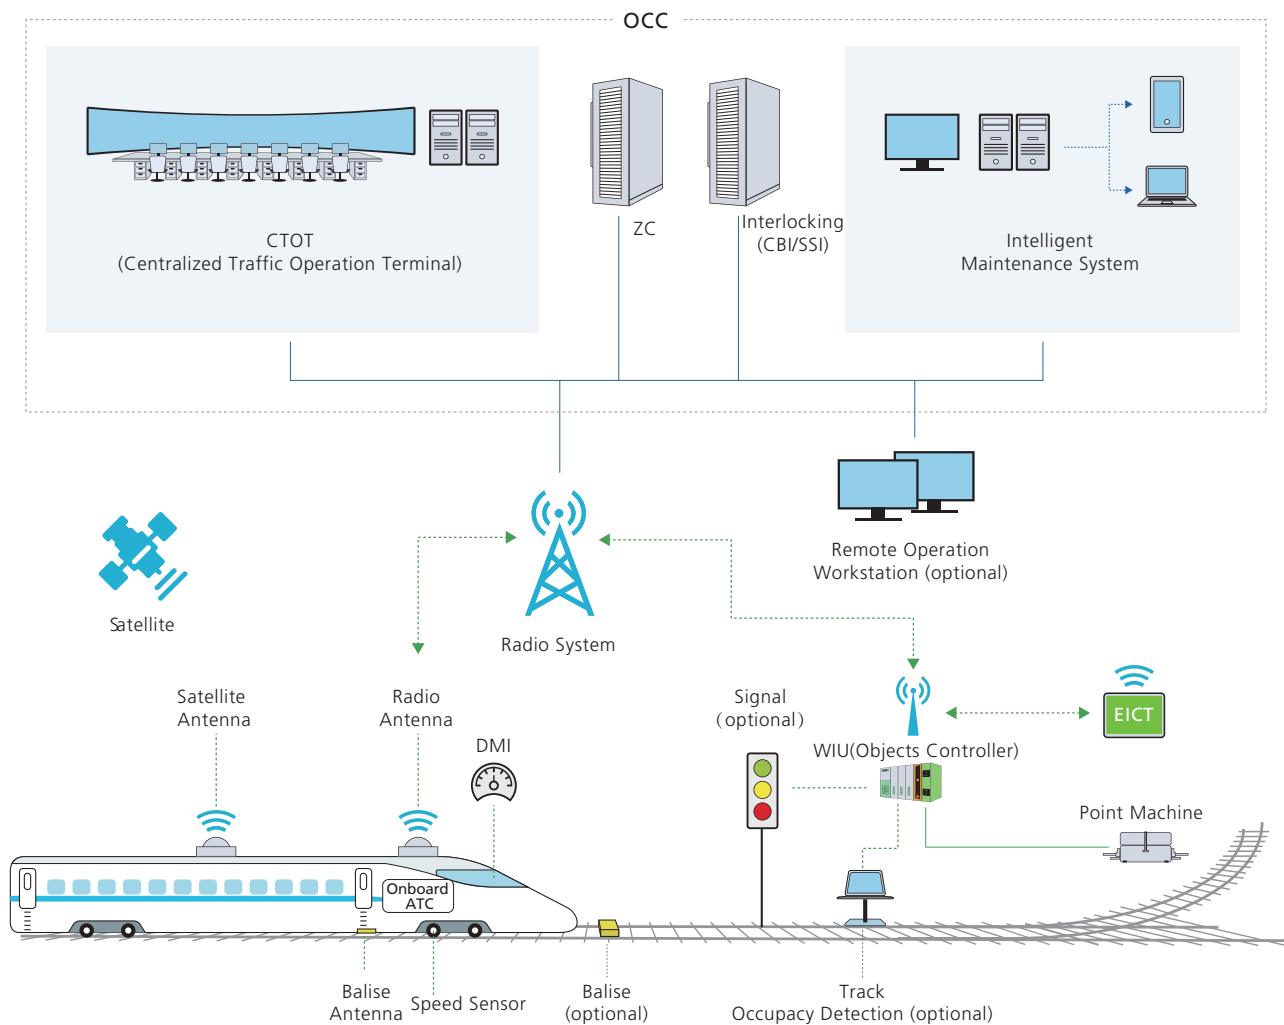 OCC
CTOT
(Centralized Traffic Operation Terminal)
ZC
Interlocking
(CBI/SSI)
Intelligent
Maintenance System
Satellite
Radio System
Remote Operation
Workstation (optional)
Satellite
Antenna
Radio
Antenna
DMI
Signal
(optional)
WIU(Objects Controller)
EICT
Point Machine
Onboard
ATC
Balise
Antenna
Speed Sensor
Balise
(optional)
Track
Occupancy Detection (optional)